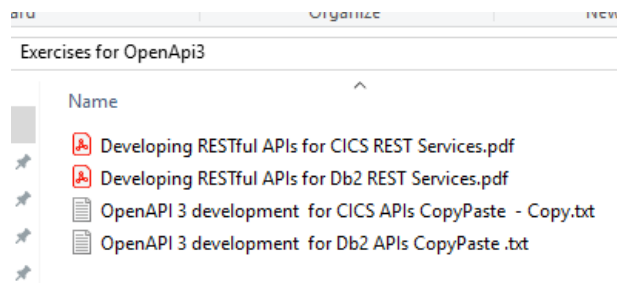 Organize
New
Exercises for OpenApi3
Name
Developing RESTful APIs for CICS REST Services.pdf
Developing RESTful APIs for Db2 REST Services.pdf
OpenAPI 3 development  for CICS APIs CopyPaste  - Copy.txt
OpenAPI 3 development  for Db2 APIs CopyPaste .txt